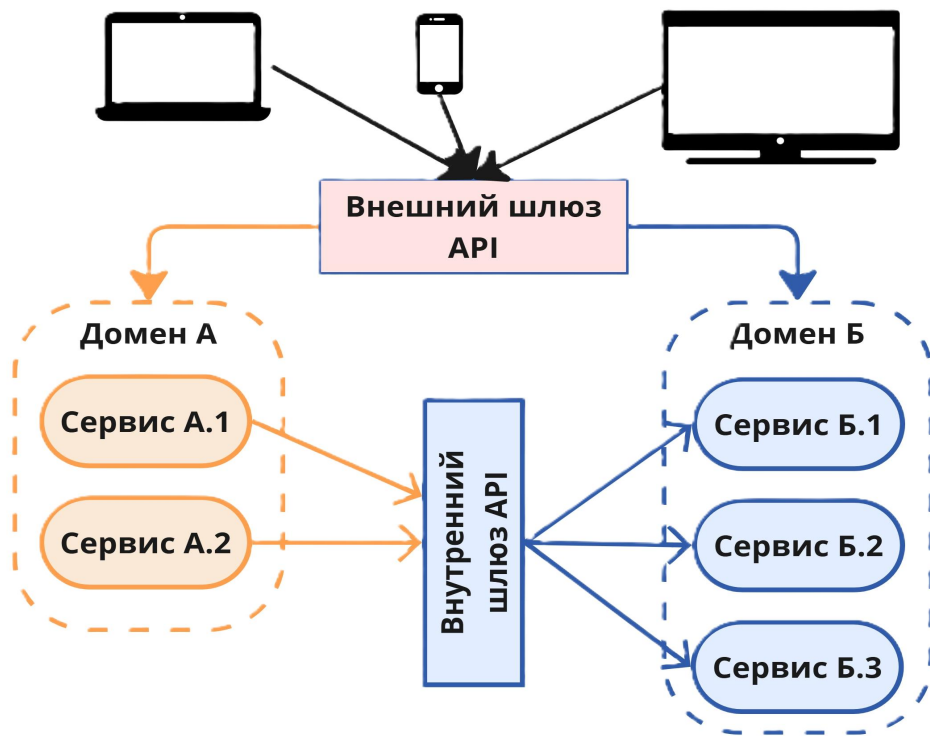 Внешний шлюз
API
Домен А
Домен Б
Сервис А.1
Сервис А.2
Внутренний
шлюз API
Сервис Б.1
Сервис Б.2
Сервис Б.3